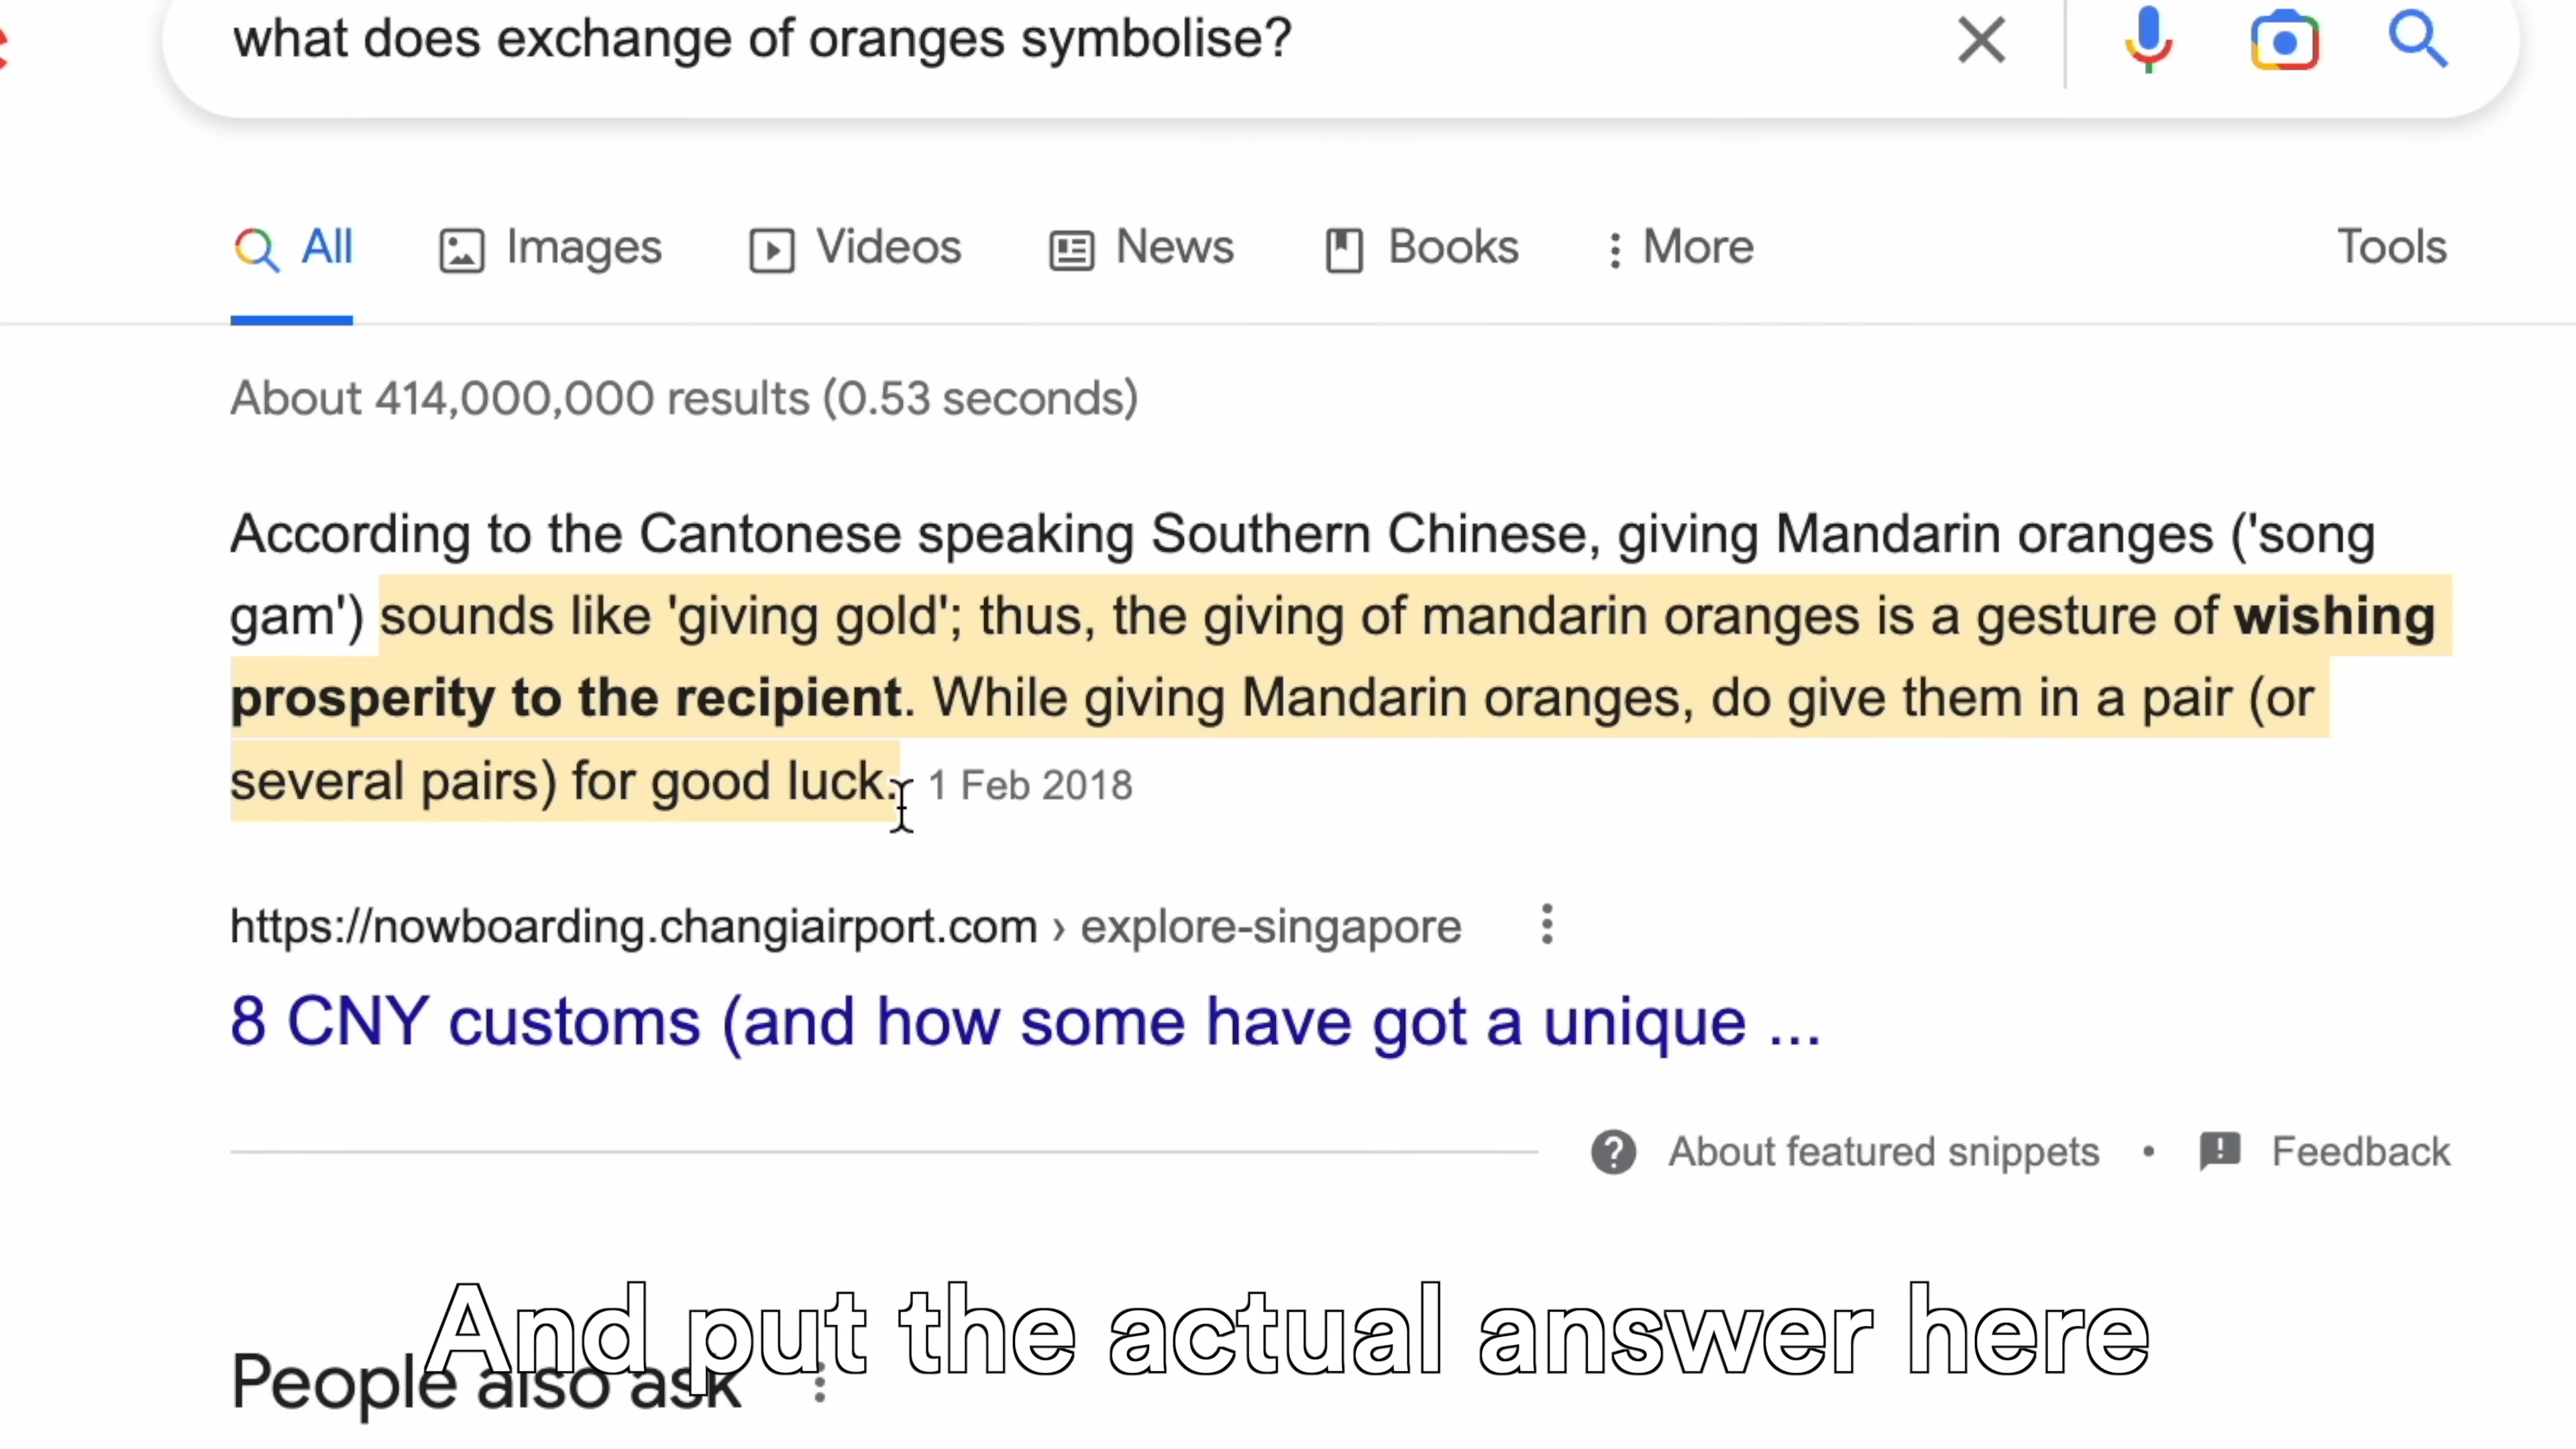 what does exchange of oranges symbolise?
All Images Videos News Books More Tools
About 414,000,000 results (0.53 seconds)
According to the Cantonese speaking Southern Chinese, giving Mandarin oranges ('song
gam') sounds like 'giving gold'; thus, the giving of mandarin oranges is a gesture of wishing
prosperity to the recipient. While giving Mandarin oranges, do give them in a pair (or
several pairs) for good luck. 1 Feb 2018
https://nowboarding.changiairport.com › explore-singapore
8 CNY customs (and how some have got a unique ...
About featured snippets • Feedback
And put the actual answer here
People also ask